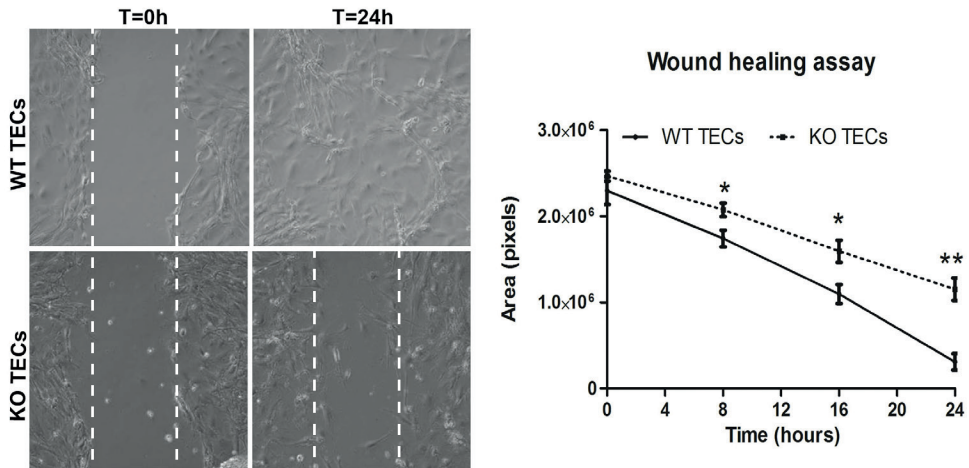 T=0h T=24h
WT TECs
KO TECs
Wound healing assay
WT TECs KO TECs
Area (pixels)
3.0×10⁶
2.0×10⁶
1.0×10⁶
0
* * **
0 4 8 12 16 20 24
Time (hours)